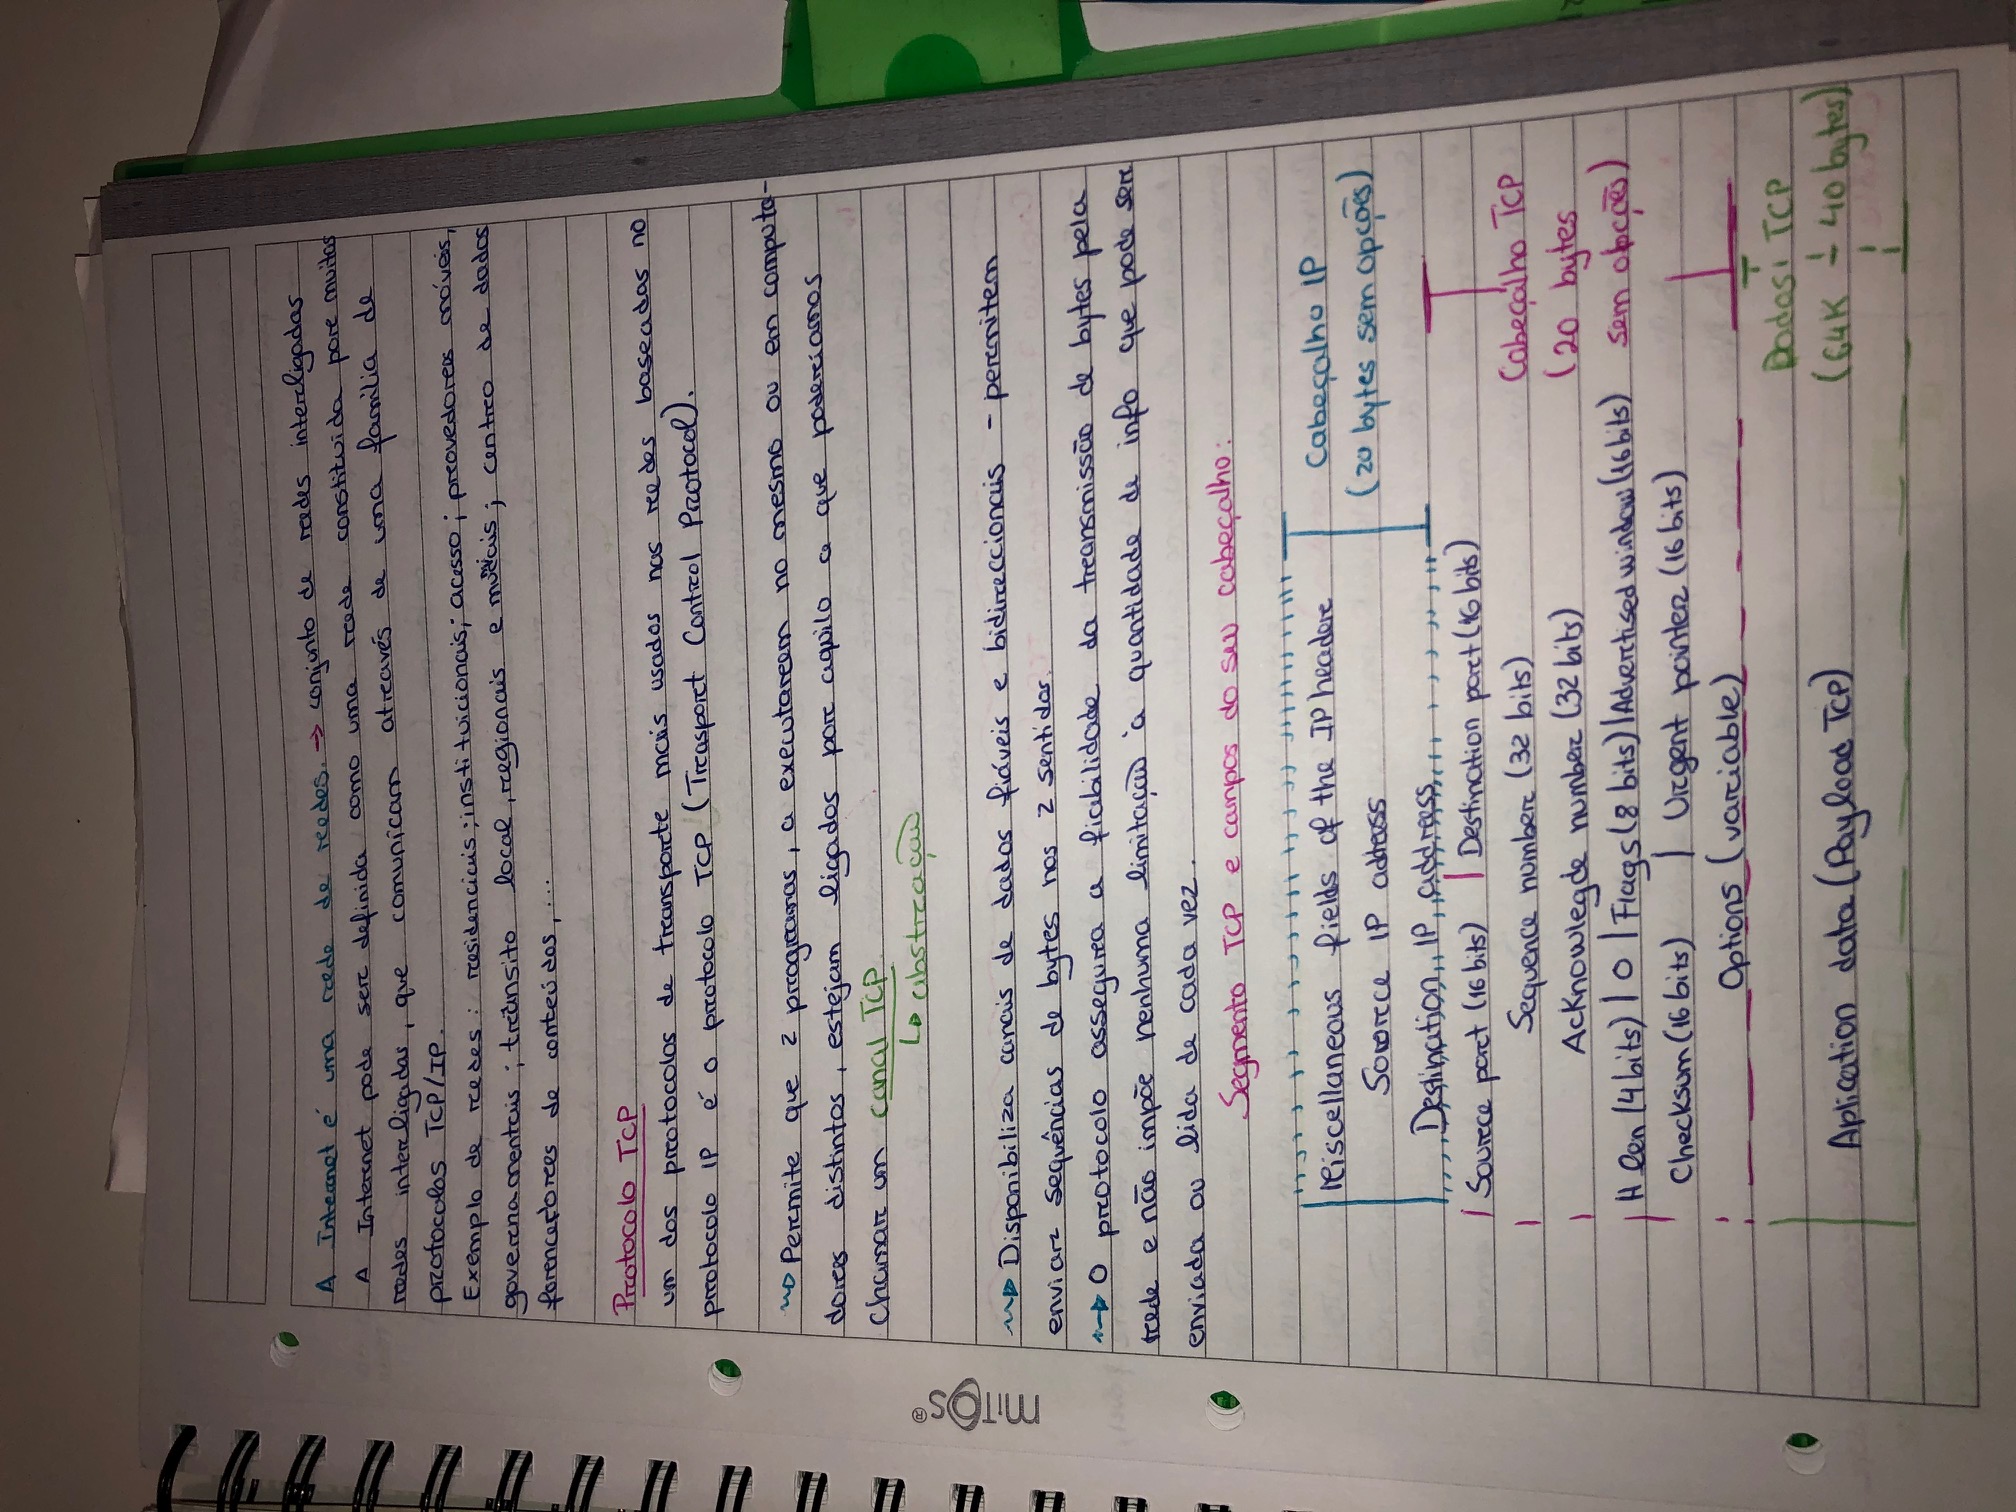 A Internet é uma rede de redes. → conjunto de redes interligadas
A Internet pode ser definida como uma rede constituida por muitas
redes interligadas, que comunicam através de uma família de
protocolos TCP/IP.
Exemplo de redes: residenciais; instituicionais; acesso; provedores móveis,
governamentais; trânsito local, regionais e mundiais; centro de dados
forencedores de conteúdos, ...
Protocolo TCP
um dos protocolos de transporte mais usados nas redes baseadas no
protocolo IP é o protocolo TCP (Trasport Control Protocol).
Permite que 2 programas, a executarem no mesmo ou em computa-
dores distintos, estejam ligados por aquilo a que poderíamos
chamar um canal TCP
↳ abstração
Disponibiliza canais de dados fiáveis e bidireccionais - permitem
enviar sequências de bytes nos 2 sentidos.
O protocolo assegura a fiabilidade da transmissão de bytes pela
rede e não impõe nenhuma limitação à quantidade de info que pode ser
enviada ou lida de cada vez.
Segmento TCP e campos do seu cabeçalho:
Miscellaneous fields of the IP header
Cabeçalho IP
Source IP address
(20 bytes sem opções)
Destination IP address
Source port (16 bits) | Destination port (16 bits)
Sequence number (32 bits)
Cabeçalho TCP
Acknowlegde number (32 bits)
(20 bytes
H len (4 bits) | 0 | Flags (8 bits) | Advertised window (16 bits)
sem opções)
Checksum (16 bits) | Urgent pointer (16 bits)
Options (variable)
Dados TCP
Aplication data (Payload TCP)
(64K - 40 bytes)
mitos®